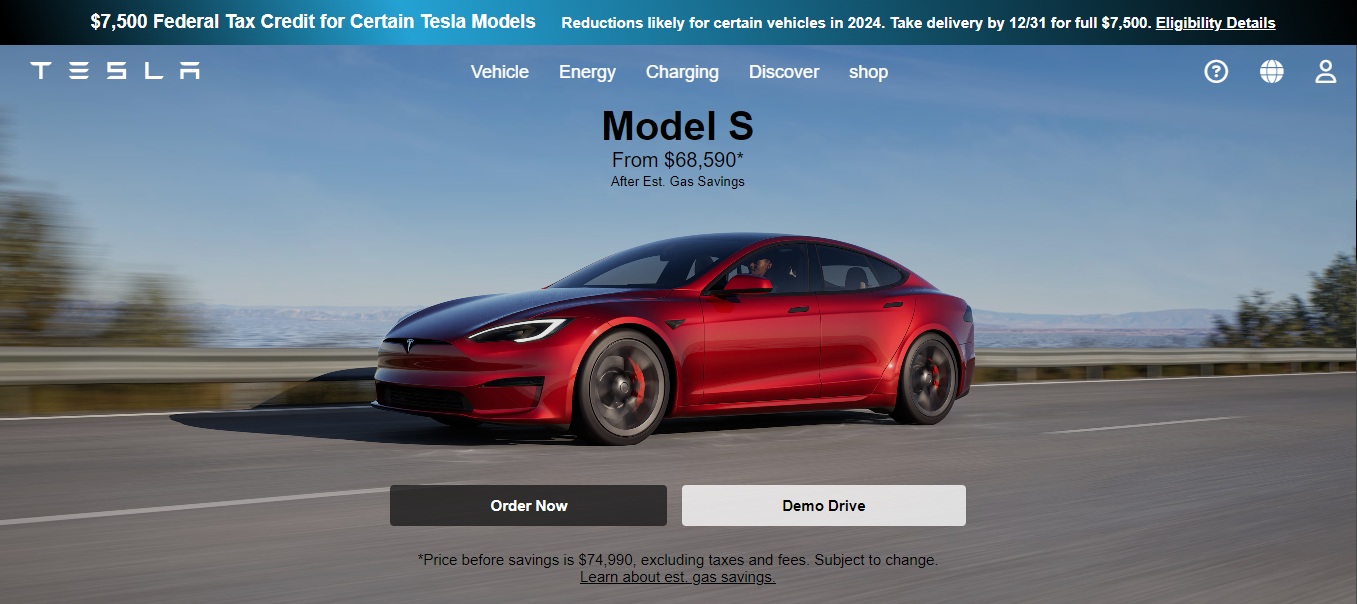 $7,500 Federal Tax Credit for Certain Tesla Models Reductions likely for certain vehicles in 2024. Take delivery by 12/31 for full $7,500. Eligibility Details
TESLA Vehicle Energy Charging Discover shop ?
Model S
From $68,590*
After Est. Gas Savings
Order Now Demo Drive
*Price before savings is $74,990, excluding taxes and fees. Subject to change.
Learn about est. gas savings.